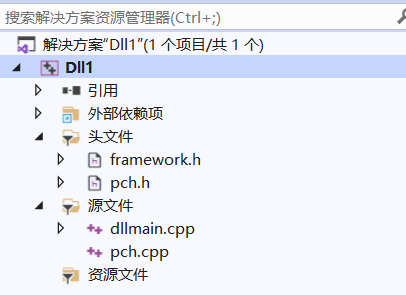 搜索解决方案资源管理器(Ctrl+;)
解决方案“Dll1”(1 个项目/共 1 个)
Dll1
引用
外部依赖项
头文件
framework.h
pch.h
源文件
dllmain.cpp
pch.cpp
资源文件